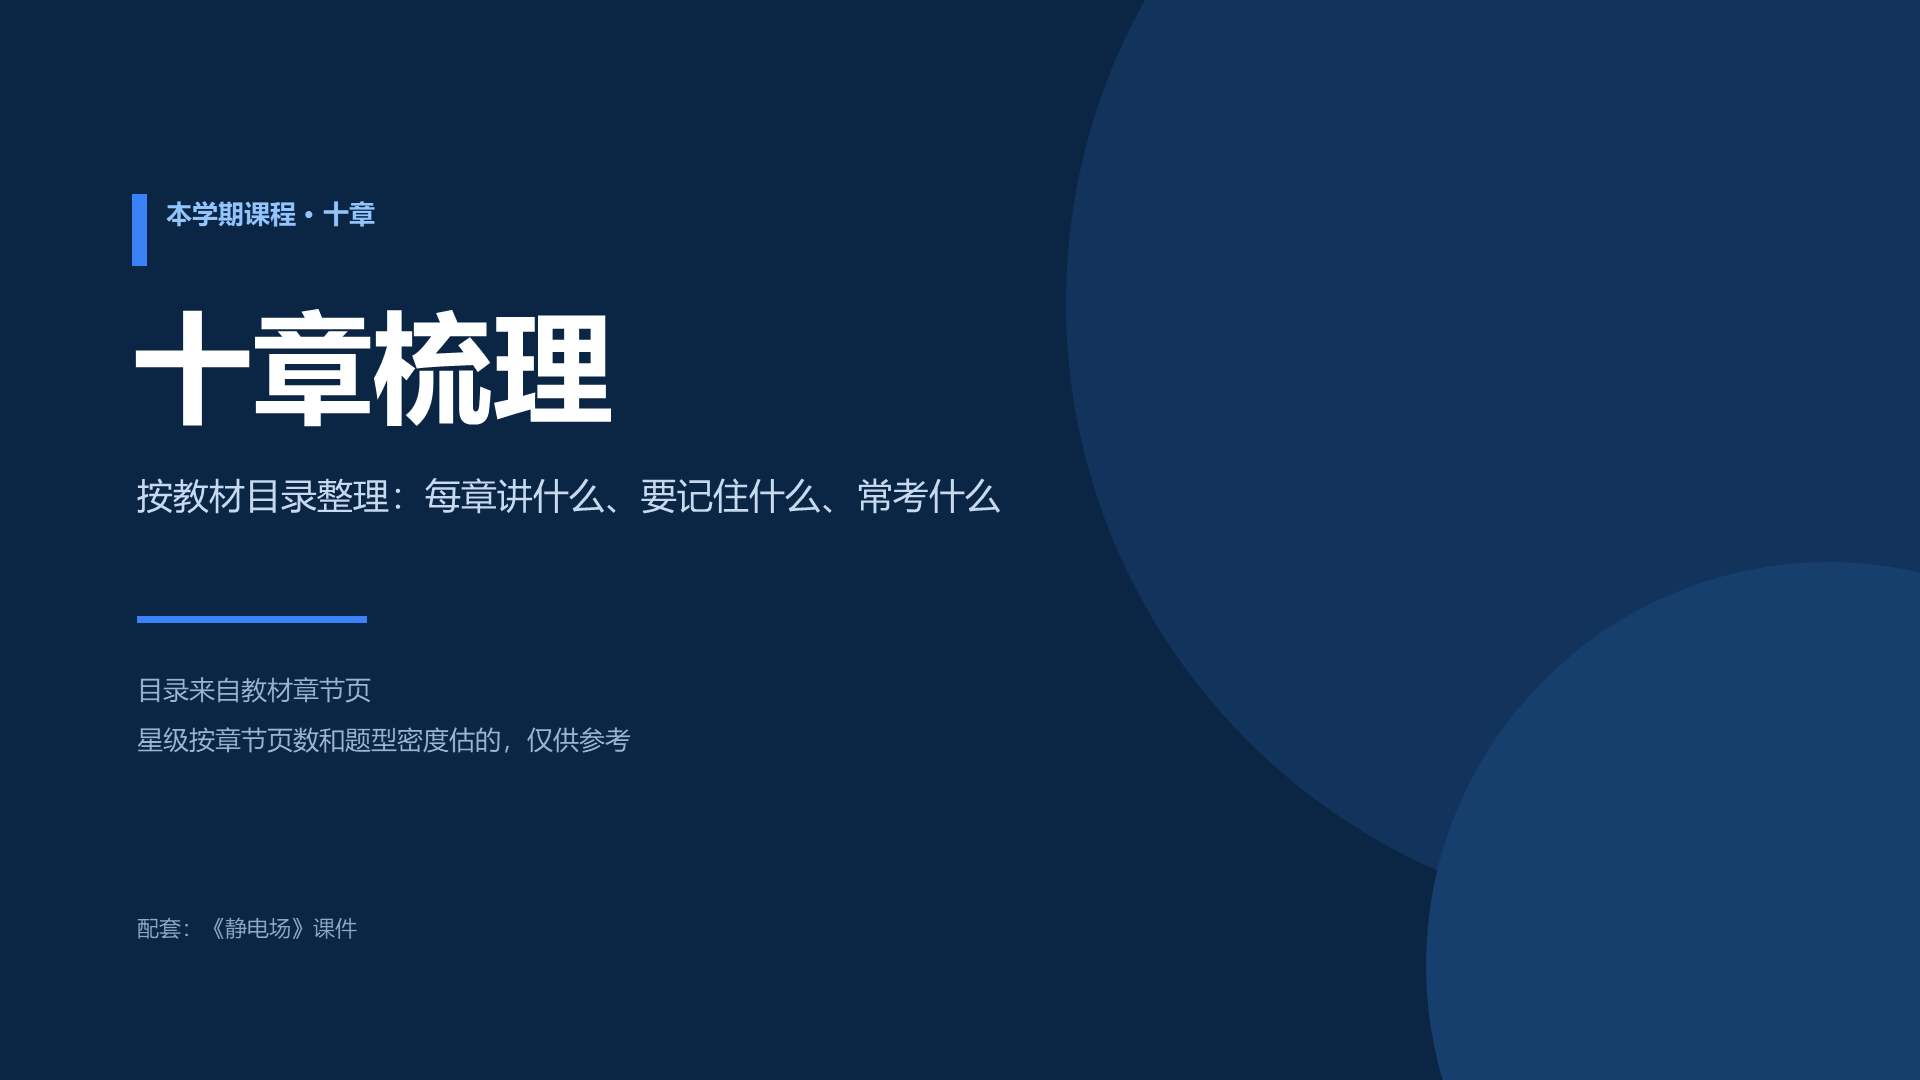 本学期课程·十章
十章梳理
按教材目录整理：每章讲什么、要记住什么、常考什么
目录来自教材章节页
星级按章节页数和题型密度估的，仅供参考
配套：《静电场》课件